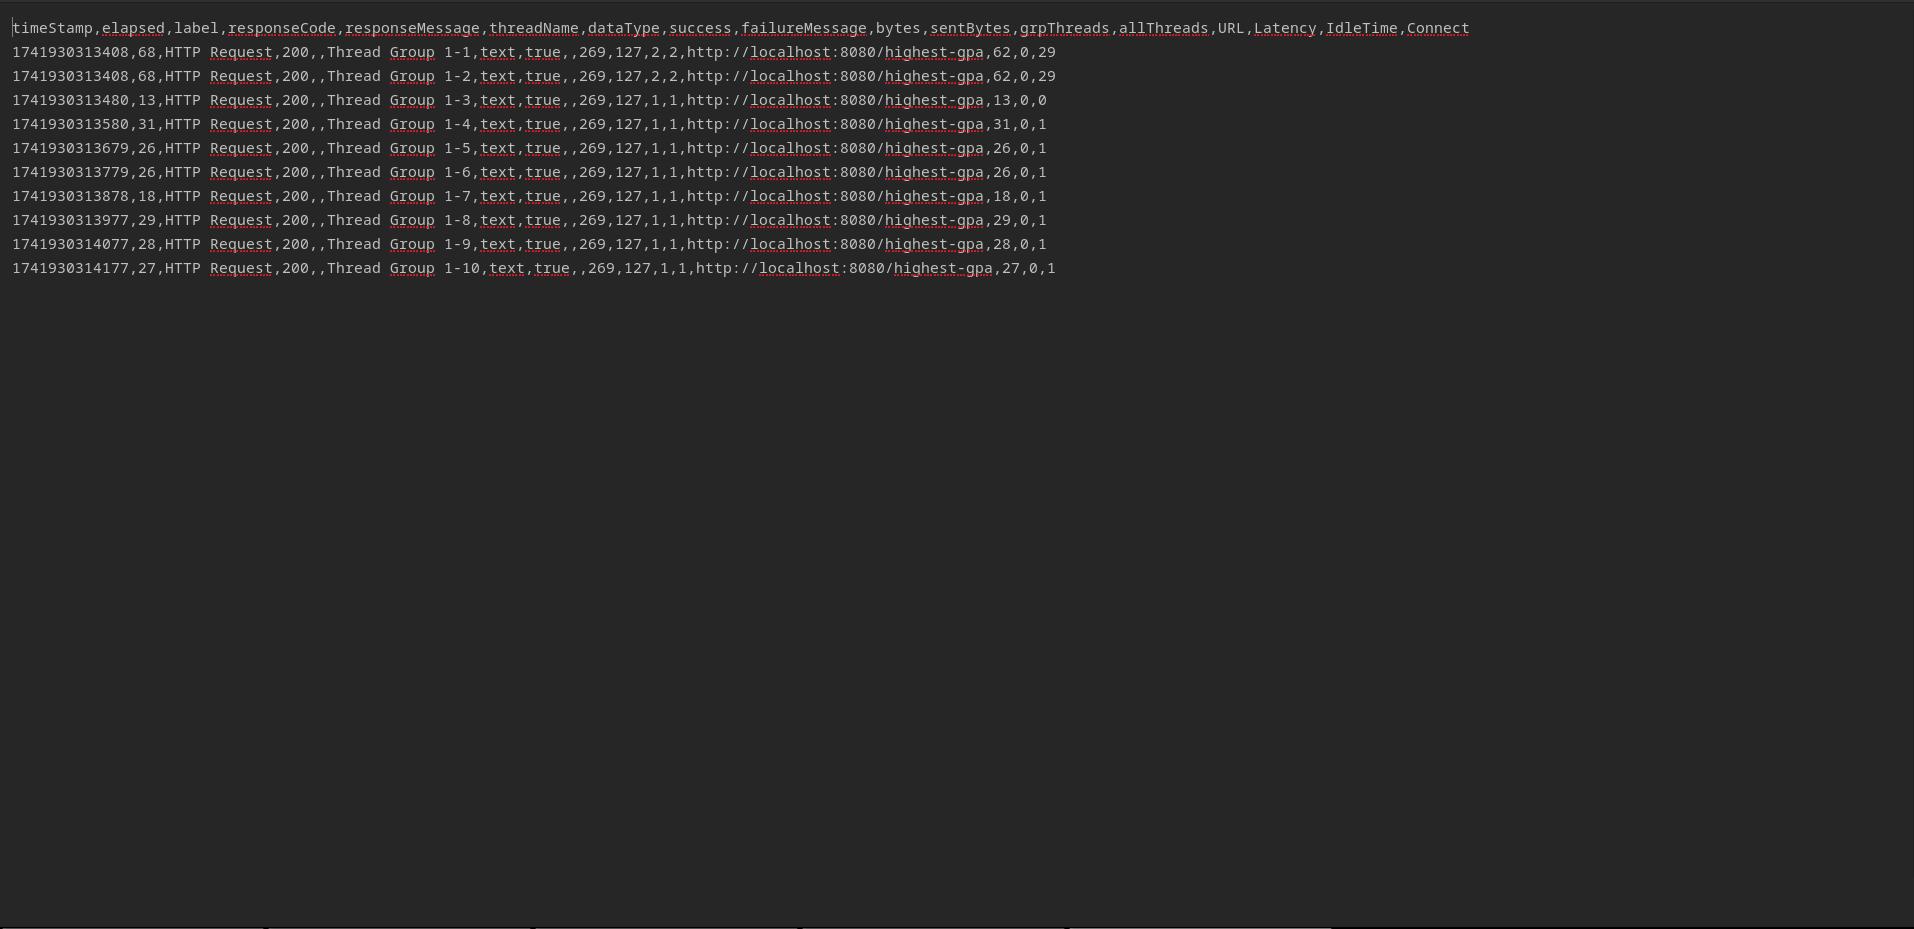 timeStamp,elapsed,label,responseCode,responseMessage,threadName,dataType,success,failureMessage,bytes,sentBytes,grpThreads,allThreads,URL,Latency,IdleTime,Connect
1741930313408,68,HTTP Request,200,,Thread Group 1-1,text,true,,269,127,2,2,http://localhost:8080/highest-gpa,62,0,29
1741930313408,68,HTTP Request,200,,Thread Group 1-2,text,true,,269,127,2,2,http://localhost:8080/highest-gpa,62,0,29
1741930313480,13,HTTP Request,200,,Thread Group 1-3,text,true,,269,127,1,1,http://localhost:8080/highest-gpa,13,0,0
1741930313580,31,HTTP Request,200,,Thread Group 1-4,text,true,,269,127,1,1,http://localhost:8080/highest-gpa,31,0,1
1741930313679,26,HTTP Request,200,,Thread Group 1-5,text,true,,269,127,1,1,http://localhost:8080/highest-gpa,26,0,1
1741930313779,26,HTTP Request,200,,Thread Group 1-6,text,true,,269,127,1,1,http://localhost:8080/highest-gpa,26,0,1
1741930313878,18,HTTP Request,200,,Thread Group 1-7,text,true,,269,127,1,1,http://localhost:8080/highest-gpa,18,0,1
1741930313977,29,HTTP Request,200,,Thread Group 1-8,text,true,,269,127,1,1,http://localhost:8080/highest-gpa,29,0,1
1741930314077,28,HTTP Request,200,,Thread Group 1-9,text,true,,269,127,1,1,http://localhost:8080/highest-gpa,28,0,1
1741930314177,27,HTTP Request,200,,Thread Group 1-10,text,true,,269,127,1,1,http://localhost:8080/highest-gpa,27,0,1